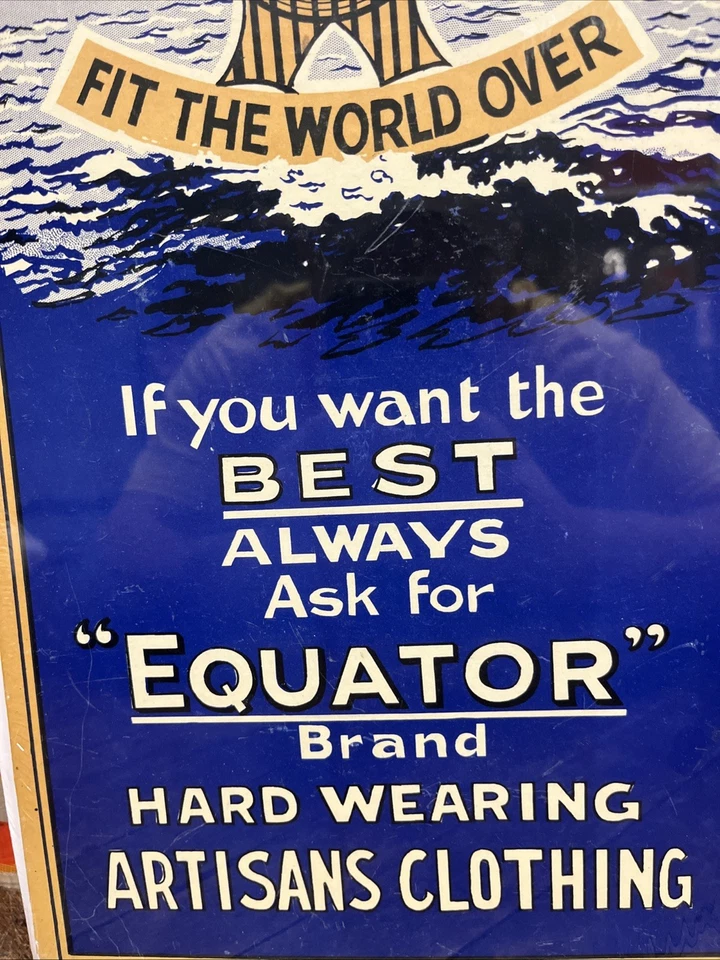 FIT THE WORLD OVER
If you want the
BEST
ALWAYS
Ask for
“EQUATOR”
Brand
HARD WEARING
ARTISANS CLOTHING